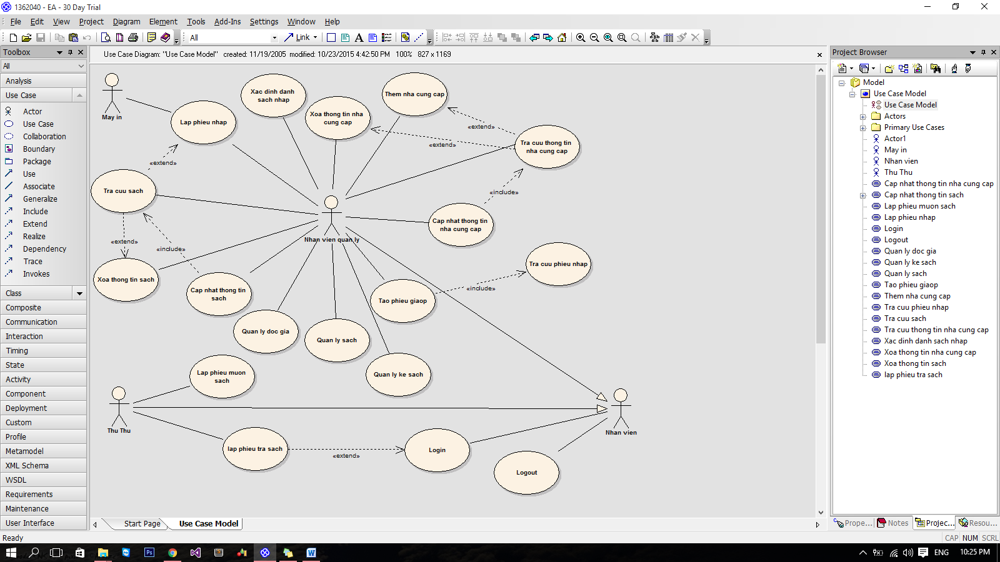 1362040 - EA - 30 Day Trial
File Edit View Project Diagram Element Tools Add-Ins Settings Window Help
All
Link
Toolbox
All
Analysis
Use Case
Actor
Use Case
Collaboration
Boundary
Package
Use
Associate
Generalize
Include
Extend
Realize
Dependency
Trace
Invokes
Class
Composite
Communication
Interaction
Timing
State
Activity
Component
Deployment
Custom
Profile
Metamodel
XML Schema
WSDL
Requirements
Maintenance
User Interface
Use Case Diagram: "Use Case Model" created: 11/19/2005 modified: 10/23/2015 4:42:50 PM 100% 827 x 1169
May in
Lap phieu nhap
Xac dinh danh
sach nhap
Xoa thong tin nha
cung cap
Them nha cung cap
«extend»
«extend»
Tra cuu thong tin
nha cung cap
«extend»
Tra cuu sach
«include»
Cap nhat thong tin
nha cung cap
Nhan vien quan ly
«extend»
«include»
Xoa thong tin sach
Cap nhat thong tin
sach
Tra cuu phieu nhap
«include»
Tao phieu giaop
Quan ly doc gia
Quan ly sach
Quan ly ke sach
Lap phieu muon
sach
Thu Thu
Nhan vien
lap phieu tra sach
«extend»
Login
Logout
Start Page
Use Case Model
Project Browser
Model
Use Case Model
Use Case Model
Actors
Primary Use Cases
Actor1
May in
Nhan vien
Thu Thu
Cap nhat thong tin nha cung cap
Cap nhat thong tin sach
Lap phieu muon sach
Lap phieu nhap
Login
Logout
Quan ly doc gia
Quan ly ke sach
Quan ly sach
Tao phieu giaop
Them nha cung cap
Tra cuu phieu nhap
Tra cuu sach
Tra cuu thong tin nha cung cap
Xac dinh danh sach nhap
Xoa thong tin nha cung cap
Xoa thong tin sach
lap phieu tra sach
Prope... Notes Projec... Resou...
Ready
CAP NUM SCRL
ENG 10:25 PM